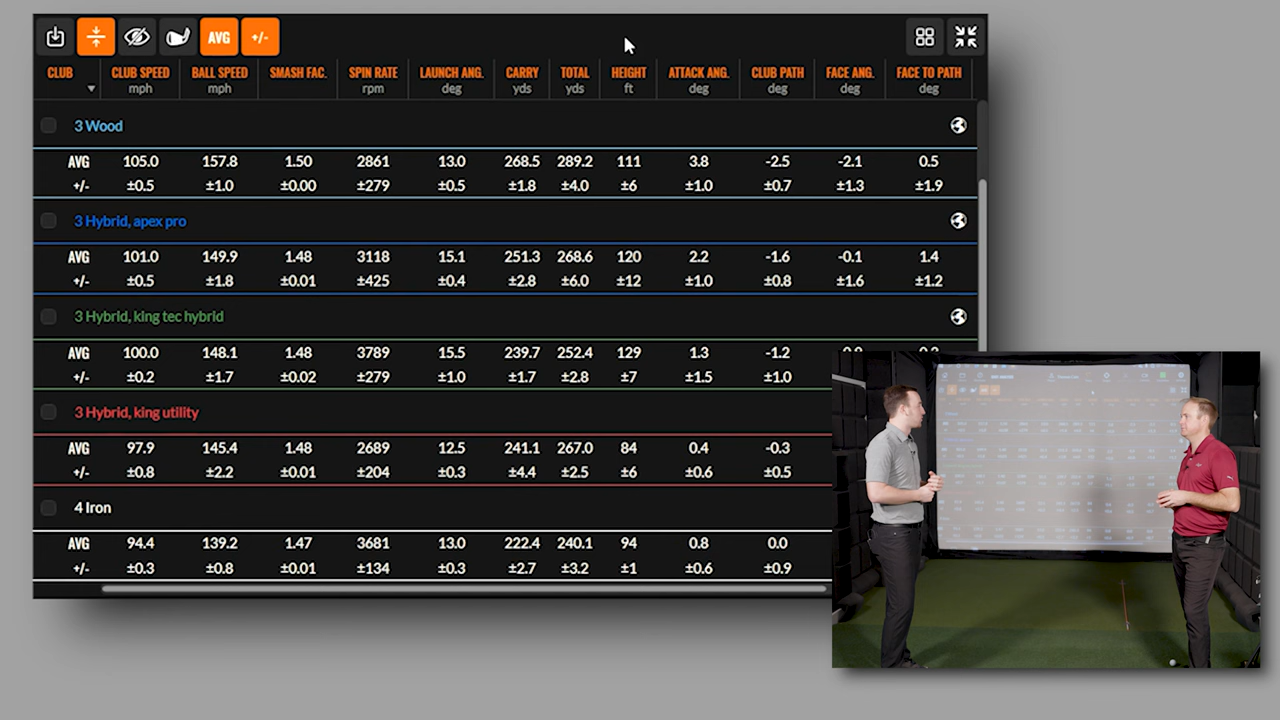 AVG +/-
CLUB CLUB SPEED BALL SPEED SMASH FAC. SPIN RATE LAUNCH ANG. CARRY TOTAL HEIGHT ATTACK ANG. CLUB PATH FACE ANG. FACE TO PATH
mph mph rpm deg yds yds ft deg deg deg deg
3 Wood
AVG 105.0 157.8 1.50 2861 13.0 268.5 289.2 111 3.8 -2.5 -2.1 0.5
+/- ±0.5 ±1.0 ±0.00 ±279 ±0.5 ±1.8 ±4.0 ±6 ±1.0 ±0.7 ±1.3 ±1.9
3 Hybrid, apex pro
AVG 101.0 149.9 1.48 3118 15.1 251.3 268.6 120 2.2 -1.6 -0.1 1.4
+/- ±0.5 ±1.8 ±0.01 ±425 ±0.4 ±2.8 ±6.0 ±12 ±1.0 ±0.8 ±1.6 ±1.2
3 Hybrid, king tec hybrid
AVG 100.0 148.1 1.48 3789 15.5 239.7 252.4 129 1.3 -1.2
+/- ±0.2 ±1.7 ±0.02 ±279 ±1.0 ±1.7 ±2.8 ±7 ±1.5 ±1.0
3 Hybrid, king utility
AVG 97.9 145.4 1.48 2689 12.5 241.1 267.0 84 0.4 -0.3
+/- ±0.8 ±2.2 ±0.01 ±204 ±0.3 ±4.4 ±2.5 ±6 ±0.6 ±0.5
4 Iron
AVG 94.4 139.2 1.47 3681 13.0 222.4 240.1 94 0.8 0.0
+/- ±0.3 ±0.8 ±0.01 ±134 ±0.3 ±2.7 ±3.2 ±1 ±0.6 ±0.9